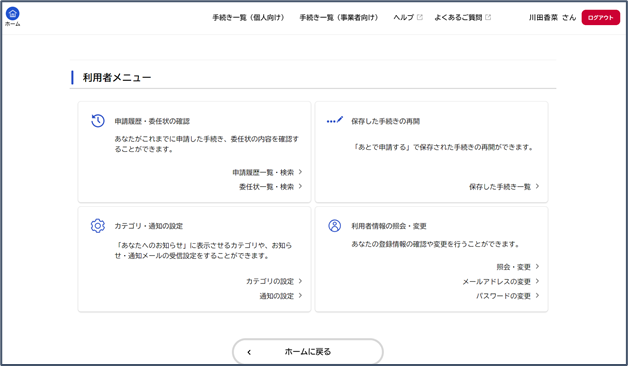 ホーム
手続き一覧（個人向け）
手続き一覧（事業者向け）
ヘルプ
よくあるご質問
川田香菜 さん
ログアウト
利用者メニュー
申請履歴・委任状の確認
あなたがこれまでに申請した手続き、委任状の内容を確認す
ることができます。
申請履歴一覧・検索
委任状一覧・検索
保存した手続きの再開
「あとで申請する」で保存された手続きの再開ができます。
保存した手続き一覧
カテゴリ・通知の設定
「あなたへのお知らせ」に表示させるカテゴリや、お知ら
せ・通知メールの受信設定をすることができます。
カテゴリの設定
通知の設定
利用者情報の照会・変更
あなたの登録情報の確認や変更を行うことができます。
照会・変更
メールアドレスの変更
パスワードの変更
ホームに戻る